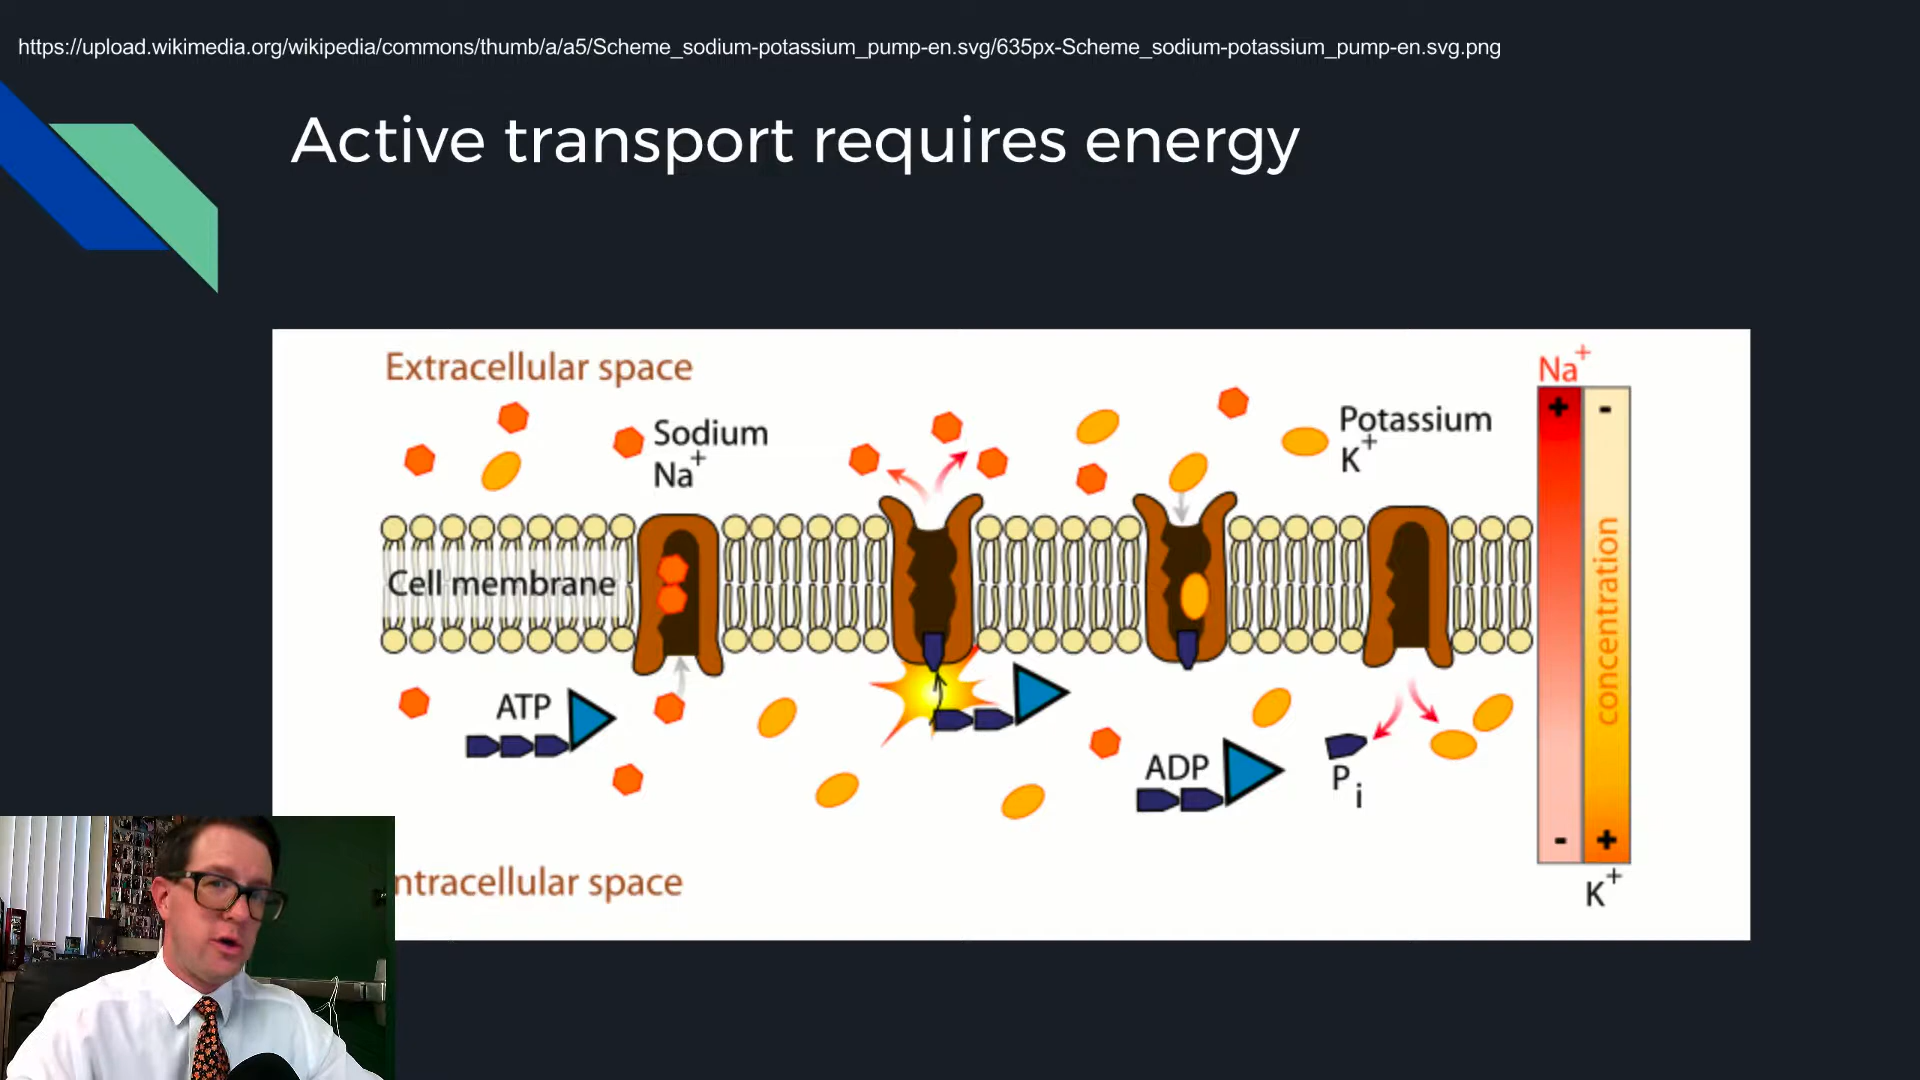 https://upload.wikimedia.org/wikipedia/commons/thumb/a/a5/Scheme_sodium-potassium_pump-en.svg/635px-Scheme_sodium-potassium_pump-en.svg.png
Active transport requires energy
Extracellular space
Sodium
Na+
Potassium
K+
Na+
+ -
Cell membrane
concentration
ATP
ADP
Pi
- +
K+
ntracellular space